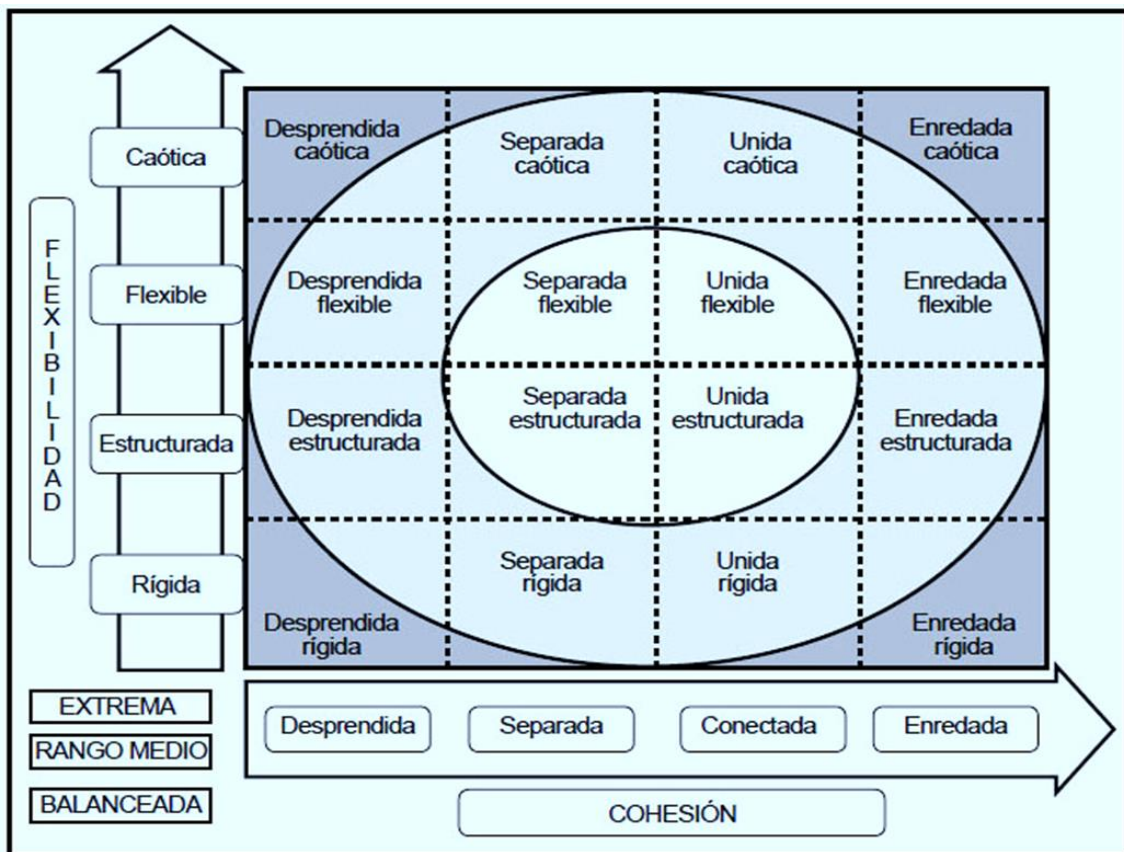 Caótica
Flexible
Estructurada
Rígida
FLEXIBILIDAD
Desprendida
caótica
Separada
caótica
Unida
caótica
Enredada
caótica
Desprendida
flexible
Separada
flexible
Unida
flexible
Enredada
flexible
Desprendida
estructurada
Separada
estructurada
Unida
estructurada
Enredada
estructurada
Desprendida
rígida
Separada
rígida
Unida
rígida
Enredada
rígida
EXTREMA
RANGO MEDIO
BALANCEADA
Desprendida
Separada
Conectada
Enredada
COHESIÓN